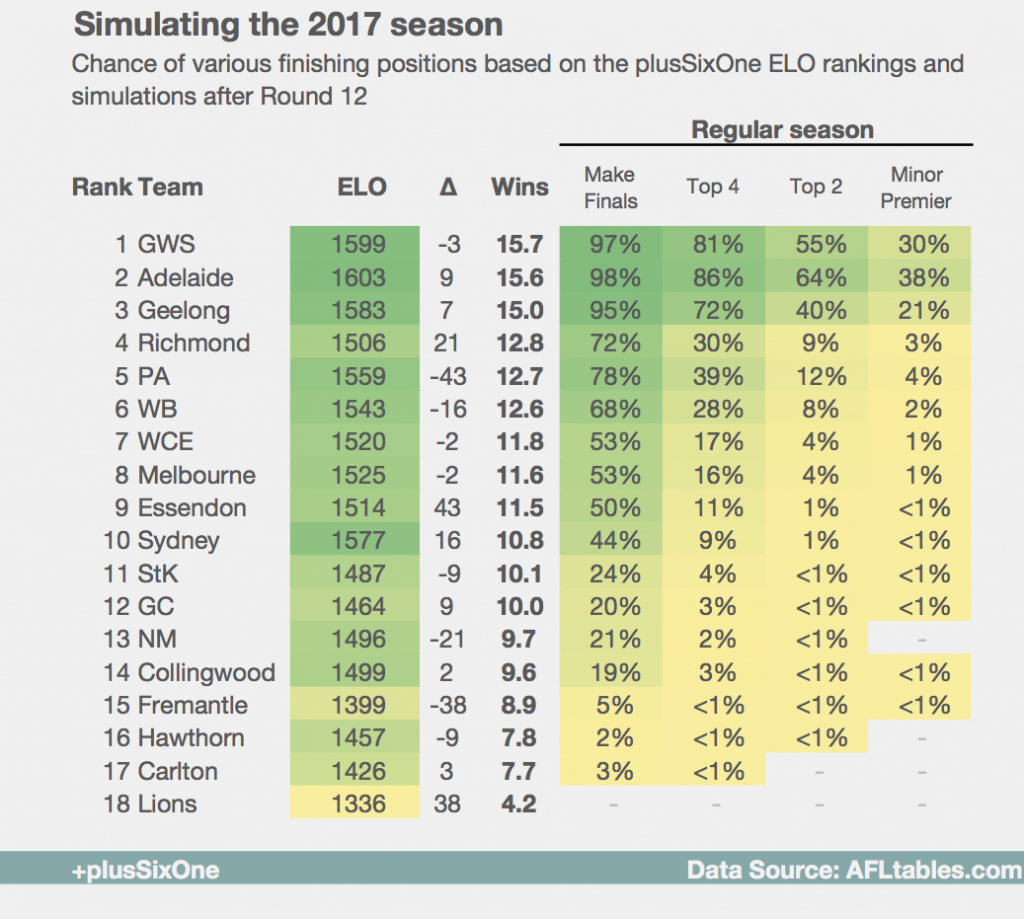 Simulating the 2017 season
Chance of various finishing positions based on the plusSixOne ELO rankings and
simulations after Round 12
Regular season
Rank Team ELO Δ Wins Make Finals Top 4 Top 2 Minor Premier
1 GWS 1599 -3 15.7 97% 81% 55% 30%
2 Adelaide 1603 9 15.6 98% 86% 64% 38%
3 Geelong 1583 7 15.0 95% 72% 40% 21%
4 Richmond 1506 21 12.8 72% 30% 9% 3%
5 PA 1559 -43 12.7 78% 39% 12% 4%
6 WB 1543 -16 12.6 68% 28% 8% 2%
7 WCE 1520 -2 11.8 53% 17% 4% 1%
8 Melbourne 1525 -2 11.6 53% 16% 4% 1%
9 Essendon 1514 43 11.5 50% 11% 1% <1%
10 Sydney 1577 16 10.8 44% 9% 1% <1%
11 StK 1487 -9 10.1 24% 4% <1% <1%
12 GC 1464 9 10.0 20% 3% <1% <1%
13 NM 1496 -21 9.7 21% 2% <1% -
14 Collingwood 1499 2 9.6 19% 3% <1% <1%
15 Fremantle 1399 -38 8.9 5% <1% <1% <1%
16 Hawthorn 1457 -9 7.8 2% <1% <1% -
17 Carlton 1426 3 7.7 3% <1% - -
18 Lions 1336 38 4.2 - - - -
+plusSixOne Data Source: AFLtables.com